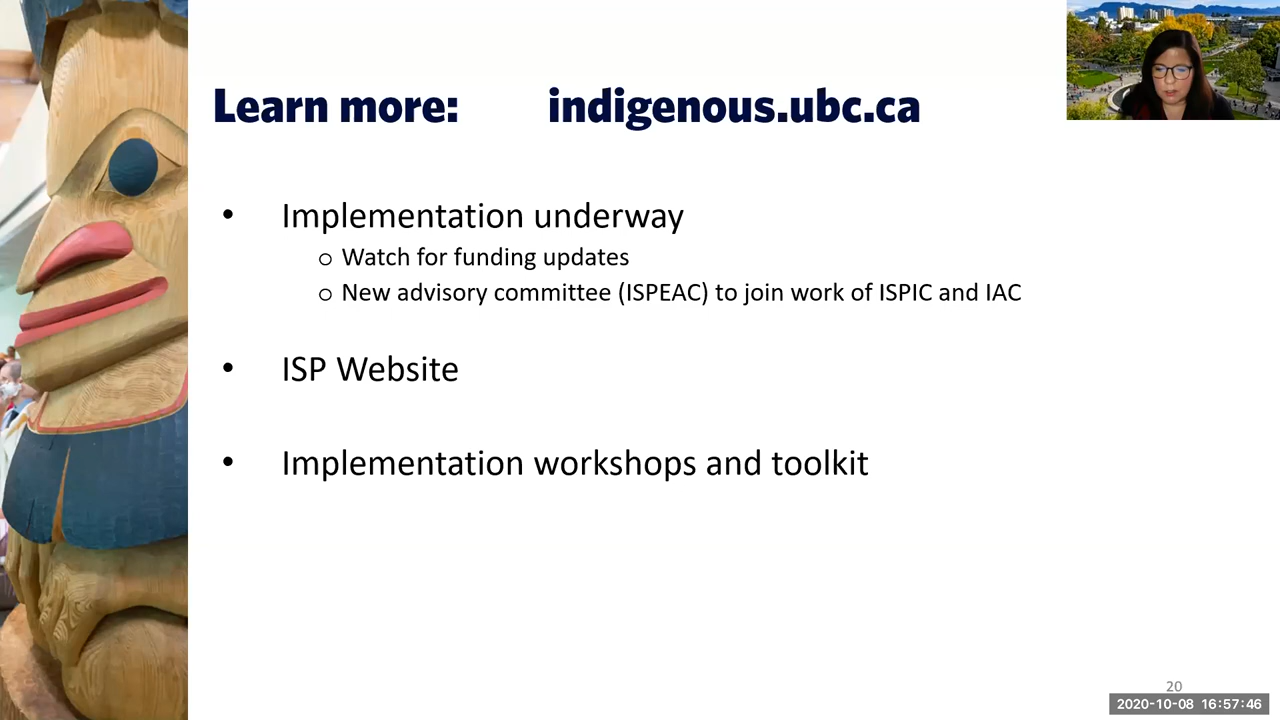 Learn more: indigenous.ubc.ca
• Implementation underway
o Watch for funding updates
o New advisory committee (ISPEAC) to join work of ISPIC and IAC
• ISP Website
• Implementation workshops and toolkit
20
2020-10-08 16:57:46